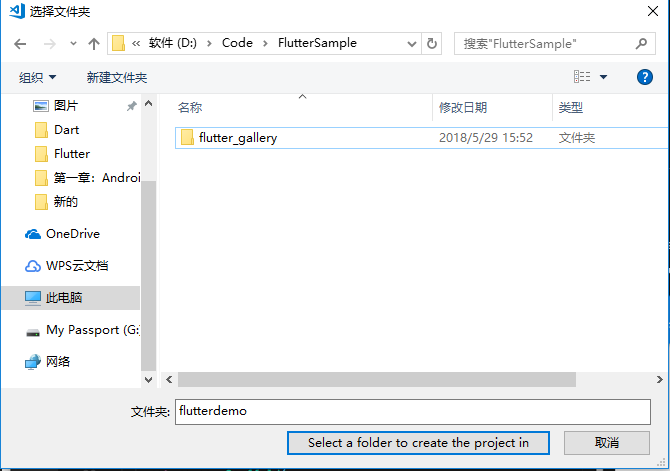 选择文件夹
« 软件 (D:) › Code › FlutterSample
搜索"FlutterSample"
组织 新建文件夹
图片
Dart
Flutter
第一章：Androi
新的
OneDrive
WPS云文档
此电脑
My Passport (G:
网络
名称 修改日期 类型
flutter_gallery 2018/5/29 15:52 文件夹
文件夹: flutterdemo
Select a folder to create the project in 取消